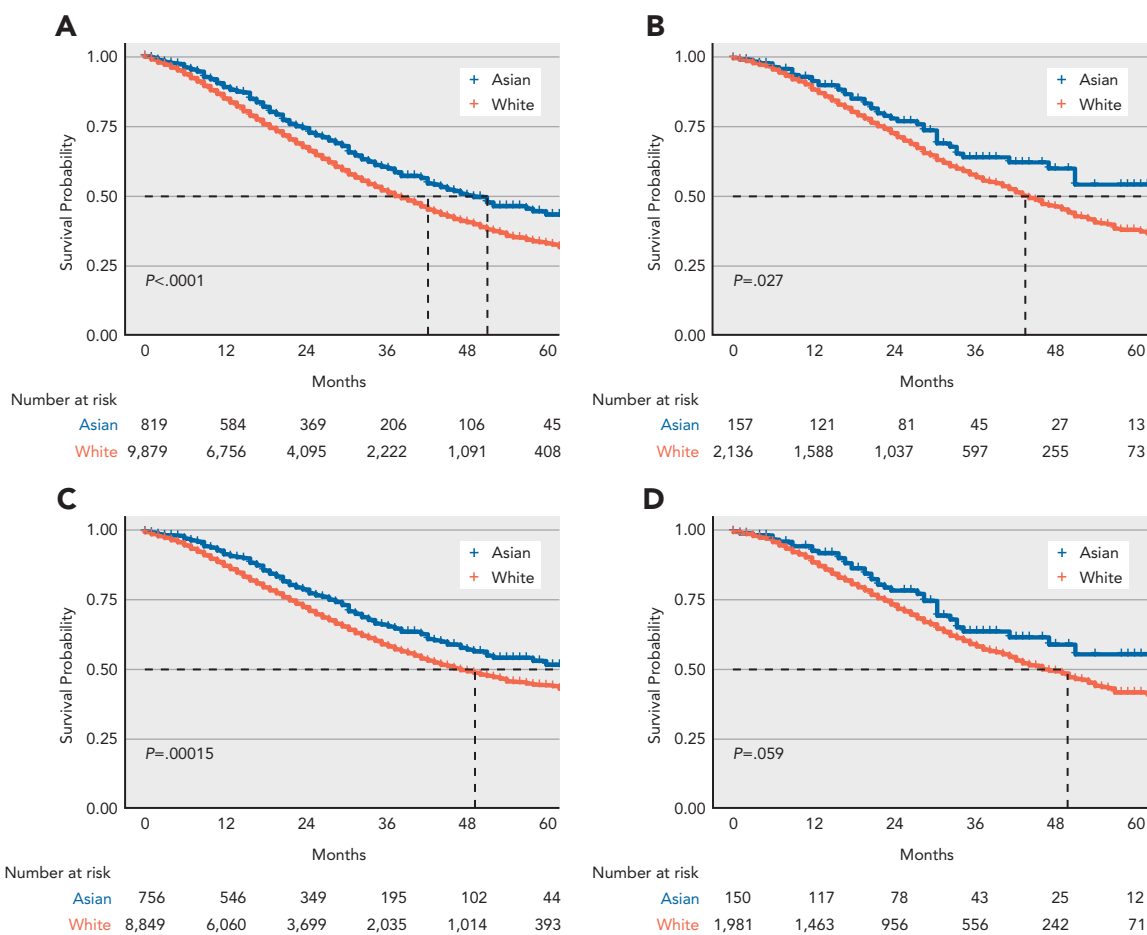 A
1.00
0.75
0.50
0.25
0.00
Survival Probability
Asian
White
P<.0001
0 12 24 36 48 60
Months
Number at risk
Asian 819 584 369 206 106 45
White 9,879 6,756 4,095 2,222 1,091 408
B
1.00
0.75
0.50
0.25
0.00
Survival Probability
Asian
White
P=.027
0 12 24 36 48 60
Months
Number at risk
Asian 157 121 81 45 27 13
White 2,136 1,588 1,037 597 255 73
C
1.00
0.75
0.50
0.25
0.00
Survival Probability
Asian
White
P=.00015
0 12 24 36 48 60
Months
Number at risk
Asian 756 546 349 195 102 44
White 8,849 6,060 3,699 2,035 1,014 393
D
1.00
0.75
0.50
0.25
0.00
Survival Probability
Asian
White
P=.059
0 12 24 36 48 60
Months
Number at risk
Asian 150 117 78 43 25 12
White 1,981 1,463 956 556 242 71